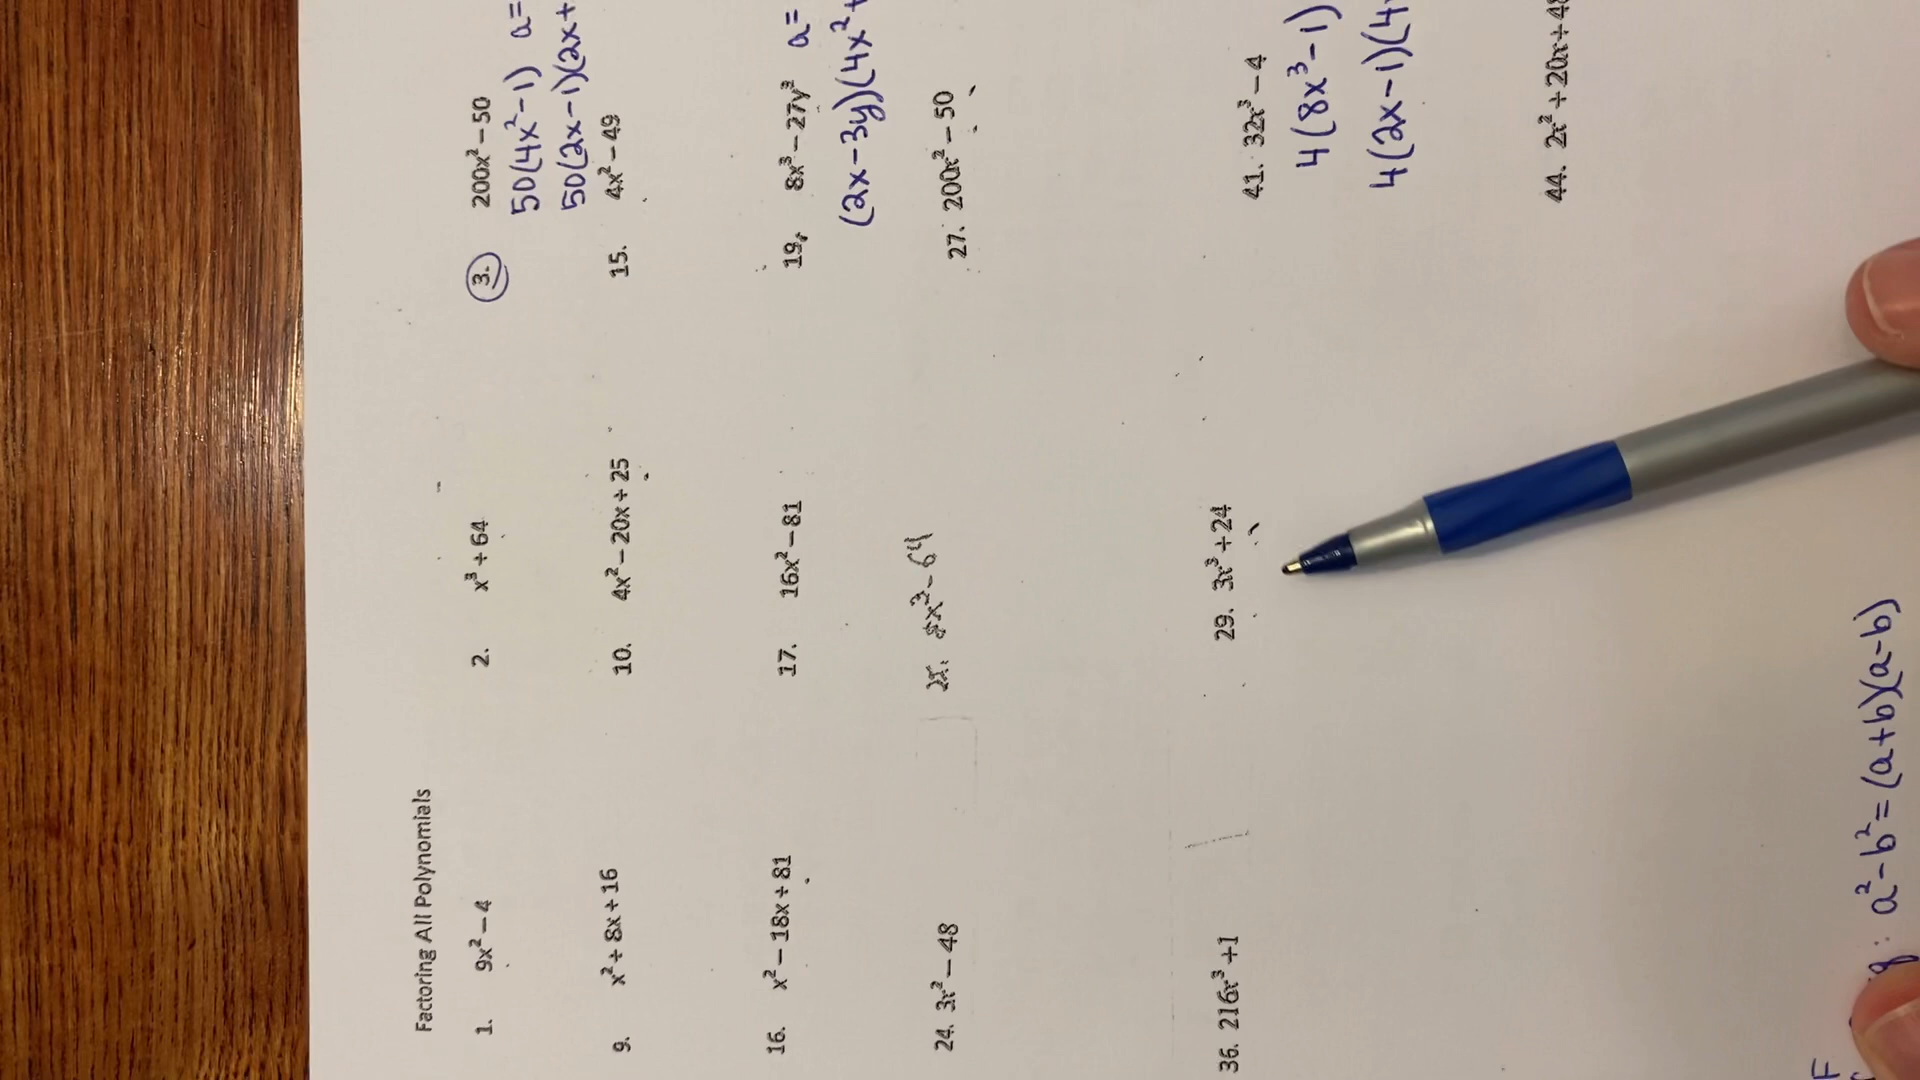 Factoring All Polynomials
1. 9x² − 4
2. x³ + 64
3. 200x² − 50
50(4x² − 1) a=
50(2x − 1)(2x +
9. x² + 8x + 16
10. 4x² − 20x + 25
15. 4x² − 49
16. x² − 18x + 81
17. 16x² − 81
19. 8x³ − 27y³ a=
(2x − 3y)(4x² +
24. 3x² − 48
25. 8x³ − 64
27. 200x² − 50
36. 216x³ + 1
29. 3x³ + 24
41. 32x³ − 4
4(8x³ − 1)
4(2x − 1)(4
44. 2x² + 20x + 48
: a² − b² = (a + b)(a − b)
F